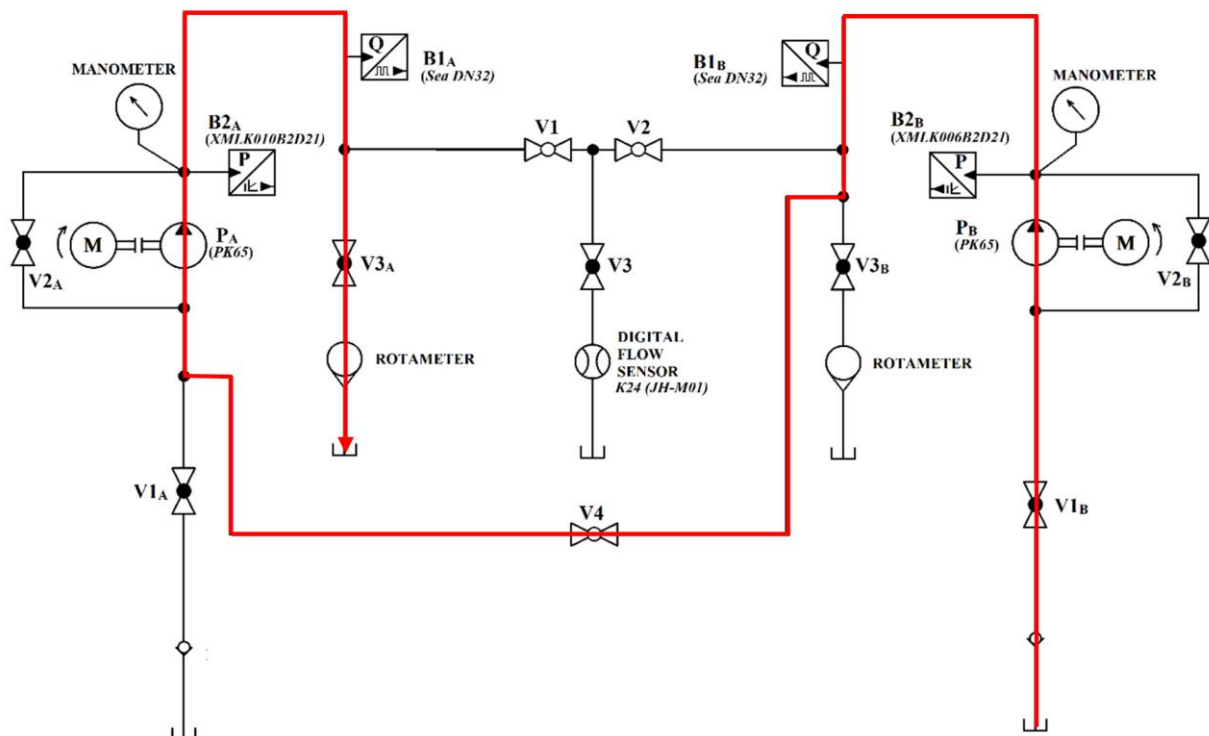 MANOMETER
B2A
(XMLK010B2D21)
P
B1A
(Sea DN32)
Q
B1B
(Sea DN32)
Q
MANOMETER
B2B
(XMLK006B2D21)
P
V1
V2
M
PA
(PK65)
V2A
V3A
V3
V3B
PB
(PK65)
M
V2B
ROTAMETER
DIGITAL
FLOW
SENSOR
K24 (JH-M01)
ROTAMETER
V1A
V4
V1B